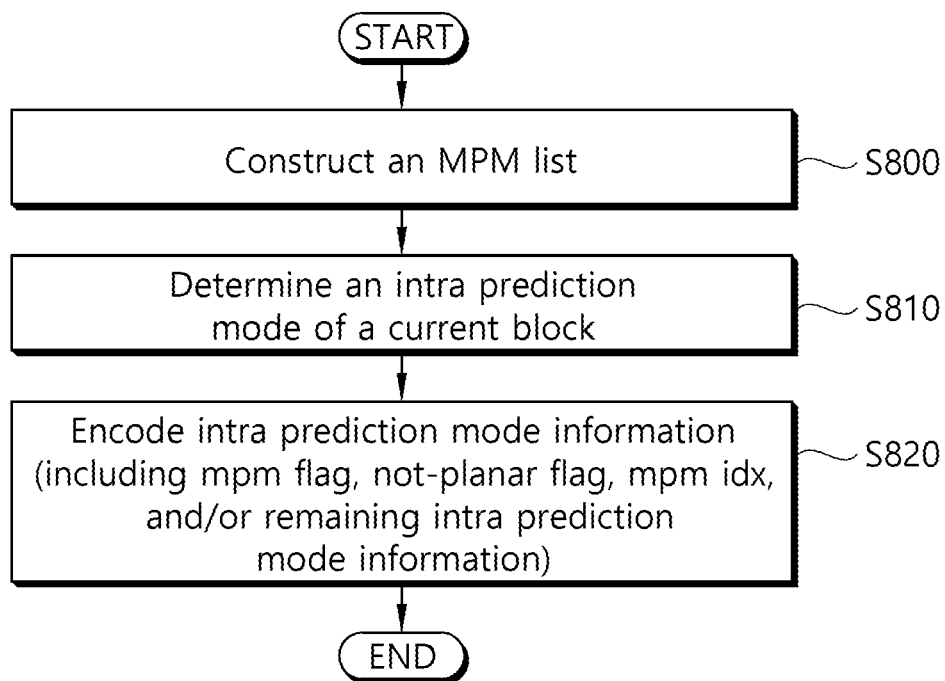 START
Construct an MPM list
S800
Determine an intra prediction
mode of a current block
S810
Encode intra prediction mode information
(including mpm flag, not-planar flag, mpm idx,
and/or remaining intra prediction
mode information)
S820
END